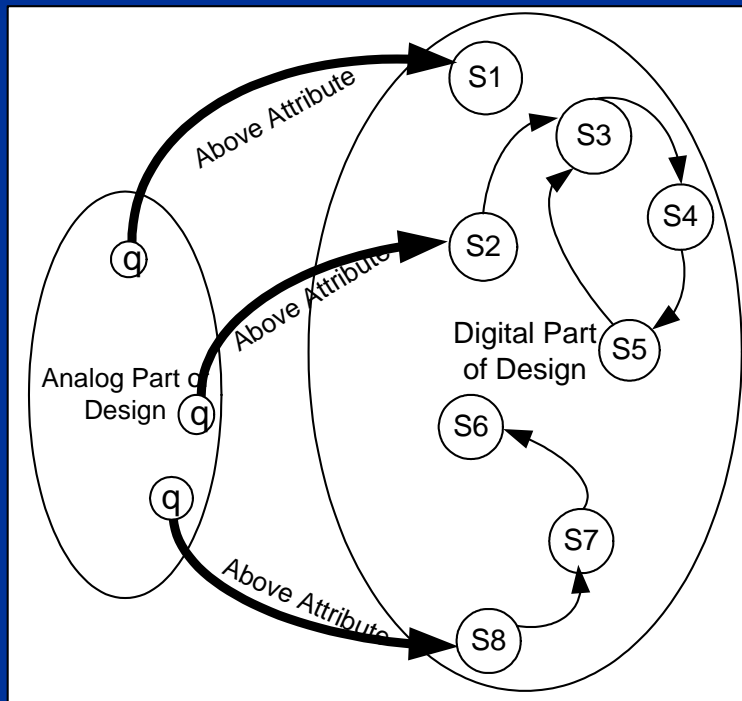 S1
Above Attribute
S3
S4
S2
q
Above Attribute
Digital Part
of Design
S5
Analog Part of
Design
q
S6
q
S7
Above Attribute
S8